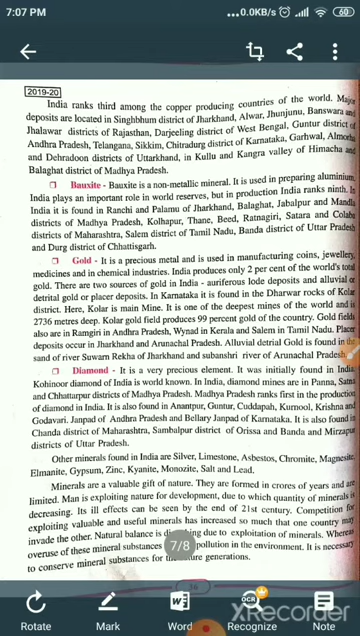 7:07 PM
...0.0KB/s
60
2019-20
India ranks third among the copper producing countries of the world. Major
deposits are located in Singhbhum district of Jharkhand, Alwar, Jhunjunu, Banswara and
Jhalawar districts of Rajasthan, Darjeeling district of West Bengal, Guntur district of
Andhra Pradesh, Telangana, Sikkim, Chitradurg district of Karnataka, Garhwal, Almorha
and Dehradoon districts of Uttarkhand, in Kullu and Kangra valley of Himacha and
Balaghat district of Madhya Pradesh.
Bauxite - Bauxite is a non-metallic mineral. It is used in preparing aluminium.
India plays an important role in world reserves, but in production India ranks ninth. In
India it is found in Ranchi and Palamu of Jharkhand, Balaghat, Jabalpur and Mandla
districts of Madhya Pradesh, Kolhapur, Thane, Beed, Ratnagiri, Satara and Colaba
districts of Maharashtra, Salem district of Tamil Nadu, Banda district of Uttar Pradesh
and Durg district of Chhattisgarh.
Gold - It is a precious metal and is used in manufacturing coins, jewellery,
medicines and in chemical industries. India produces only 2 per cent of the world's total
gold. There are two sources of gold in India - auriferous lode deposits and alluvial or
detrital gold or placer deposits. In Karnataka it is found in the Dharwar rocks of Kolar
district. Here, Kolar is main Mine. It is one of the deepest mines of the world and is
2736 metres deep. Kolar gold field produces 99 percent gold of the country. Gold fields
also are in Ramgiri in Andhra Pradesh, Wynad in Kerala and Salem in Tamil Nadu. Placer
deposits occur in Jharkhand and Arunachal Pradesh. Alluvial detrial Gold is found in the
sand of river Suwarn Rekha of Jharkhand and subanshri river of Arunachal Pradesh.
Diamond - It is a very precious element. It was initially found in India.
Kohinoor diamond of India is world known. In India, diamond mines are in Panna, Satna
and Chhattarpur districts of Madhya Pradesh. Madhya Pradesh ranks first in the production
of diamond in India. It is also found in Anantpur, Guntur, Cuddapah, Kurnool, Krishna and
Godavari. Janpad of Andhra Pradesh and Bellary Janpad of Karnataka. It is also found in
Chanda district of Maharashtra, Sambalpur district of Orissa and Banda and Mirzapur
districts of Uttar Pradesh.
Other minerals found in India are Silver, Limestone, Asbestos, Chromite, Magnesite,
Elmanite, Gypsum, Zinc, Kyanite, Monozite, Salt and Lead.
Minerals are a valuable gift of nature. They are formed in crores of years and are
limited. Man is exploiting nature for development, due to which quantity of minerals is
decreasing. Its ill effects can be seen by the end of 21st century. Competition for
exploiting valuable and useful minerals has increased so much that one country may
invade the other. Natural balance is due to exploitation of minerals. Whereas
overuse of these mineral substances pollution in the environment. It is necessary
to conserve mineral substances for generations.
7/8
OCR
Rotate
Mark
Word
Recognize
Note
XRecorder